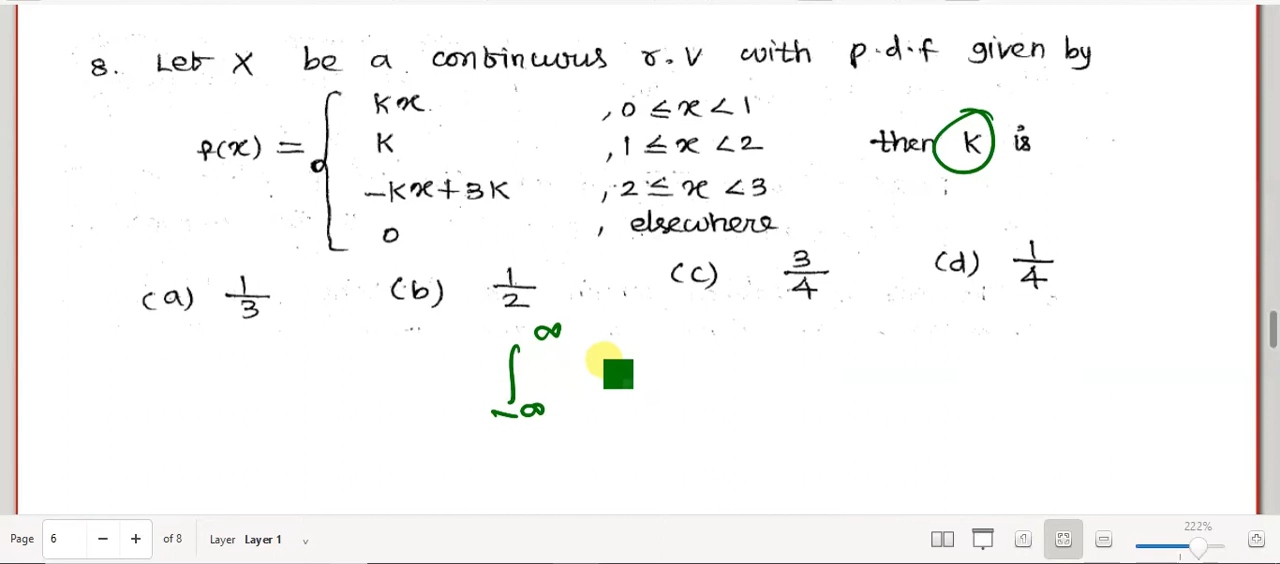 8. Let X be a continuous r.v with p.d.f given by
f(x) = { kx , 0 ≤ x < 1
K , 1 ≤ x < 2 then K is
-Kx+3K , 2 ≤ x < 3
0 , elsewhere
(a) 1/3 (b) 1/2 (c) 3/4 (d) 1/4
∫_{-∞}^{∞}
Page 6 − + of 8 Layer Layer 1 222%